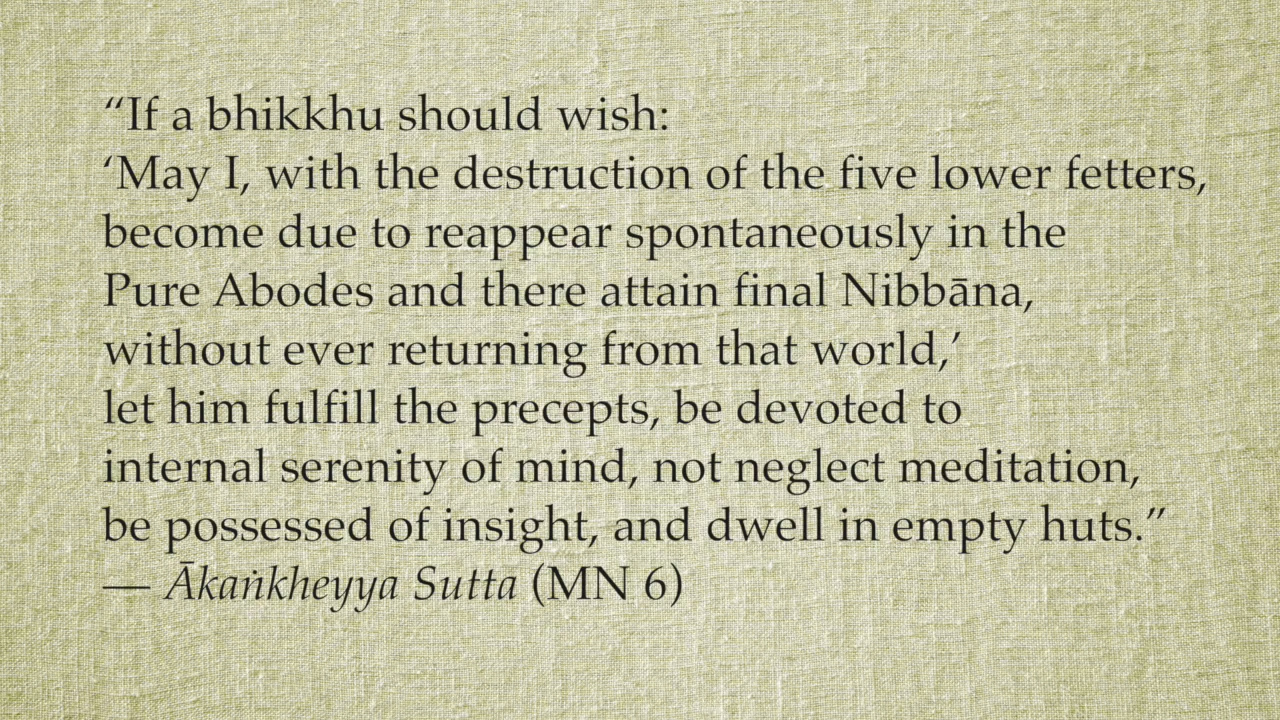 “If a bhikkhu should wish:
‘May I, with the destruction of the five lower fetters,
become due to reappear spontaneously in the
Pure Abodes and there attain final Nibbāna,
without ever returning from that world,’
let him fulfill the precepts, be devoted to
internal serenity of mind, not neglect meditation,
be possessed of insight, and dwell in empty huts.”
— Ākaṅkheyya Sutta (MN 6)